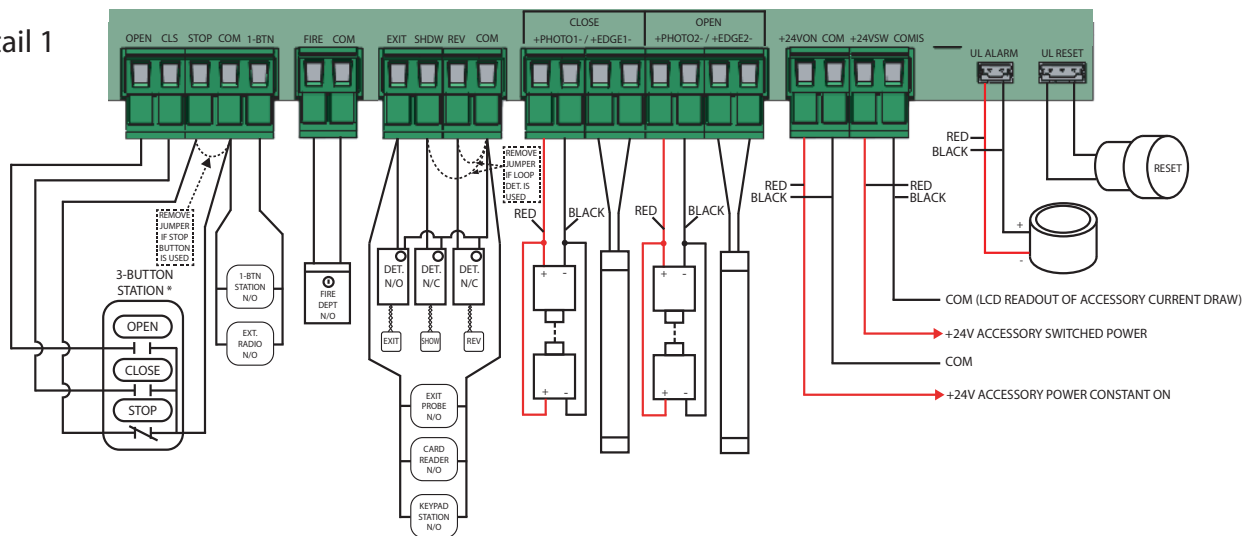 tail 1
OPEN CLS STOP COM 1-BTN
FIRE COM
EXIT SHDW REV COM
CLOSE
+PHOTO1- / +EDGE1-
OPEN
+PHOTO2- / +EDGE2-
+24VON COM +24VSW COMIS
UL ALARM
UL RESET
REMOVE
JUMPER
IF STOP
BUTTON
IS USED
REMOVE
JUMPER
IF LOOP
DET. IS
USED
RED
BLACK
RED
BLACK
RED
BLACK
RED
BLACK
RED
BLACK
RESET
+
-
3-BUTTON
STATION *
OPEN
CLOSE
STOP
1-BTN
STATION
N/O
EXT.
RADIO
N/O
FIRE
DEPT
N/O
DET.
N/O
DET.
N/C
DET.
N/C
EXIT
SHOW
REV
EXIT
PROBE
N/O
CARD
READER
N/O
KEYPAD
STATION
N/O
+ -
+ -
+ -
+ -
COM (LCD READOUT OF ACCESSORY CURRENT DRAW)
+24V ACCESSORY SWITCHED POWER
COM
+24V ACCESSORY POWER CONSTANT ON